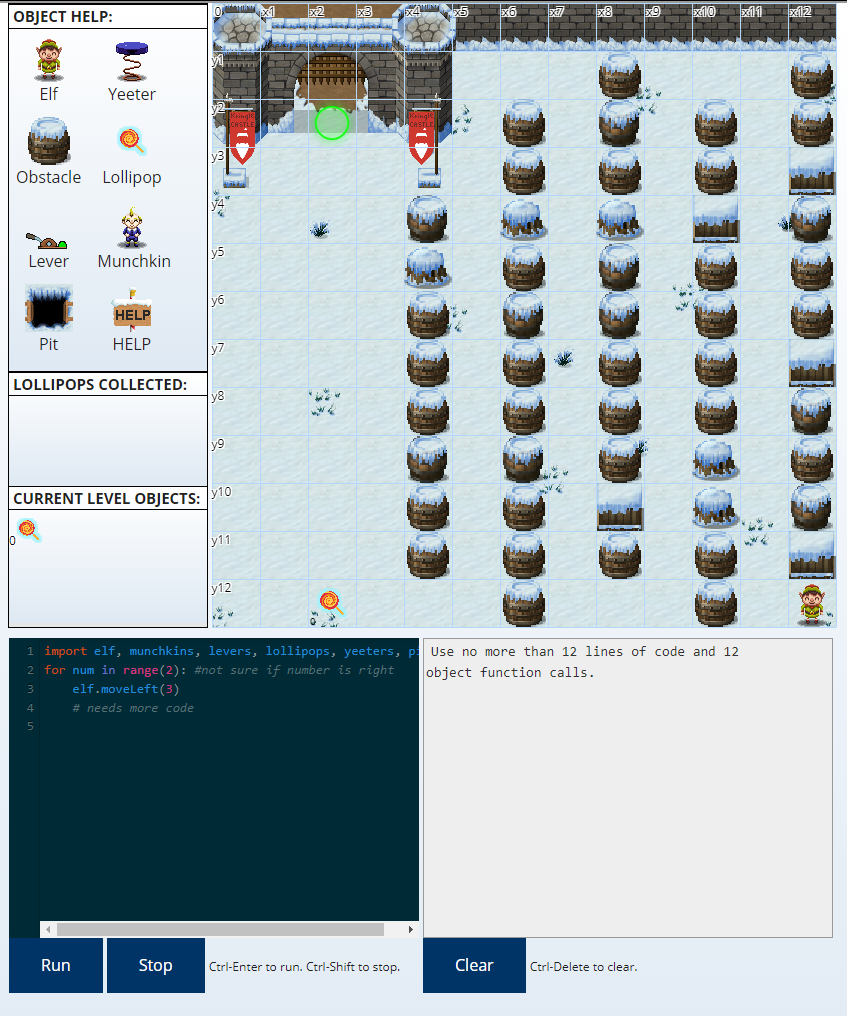 OBJECT HELP:
Elf
Yeeter
Obstacle
Lollipop
Lever
Munchkin
HELP
Pit
HELP
LOLLIPOPS COLLECTED:
CURRENT LEVEL OBJECTS:
0
0 x1 x2 x3 x4 x5 x6 x7 x8 x9 x10 x11 x12
y1
y2
CASTLE
CASTLE
y3
y4
y5
y6
y7
y8
y9
y10
y11
y12
0
1 import elf, munchkins, levers, lollipops, yeeters, pi
2 for num in range(2): #not sure if number is right
3 elf.moveLeft(3)
4 # needs more code
5
Use no more than 12 lines of code and 12
object function calls.
Run
Stop
Ctrl-Enter to run. Ctrl-Shift to stop.
Clear
Ctrl-Delete to clear.